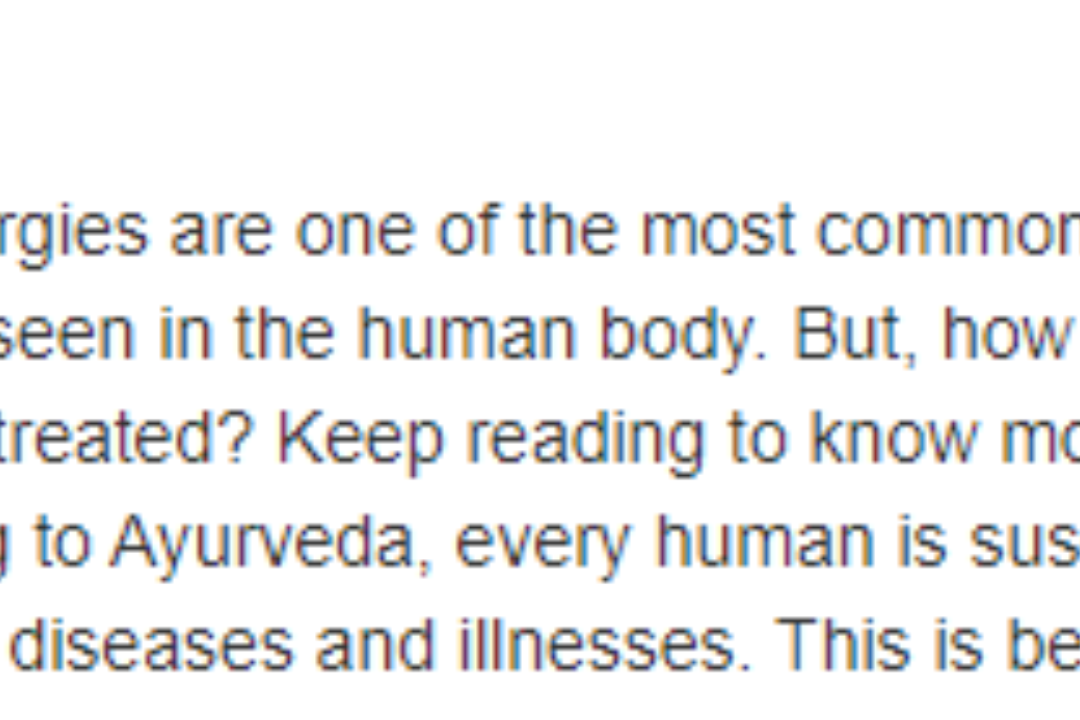 rgies are one of the most common
seen in the human body. But, how
treated? Keep reading to know mo
g to Ayurveda, every human is sus
diseases and illnesses. This is be